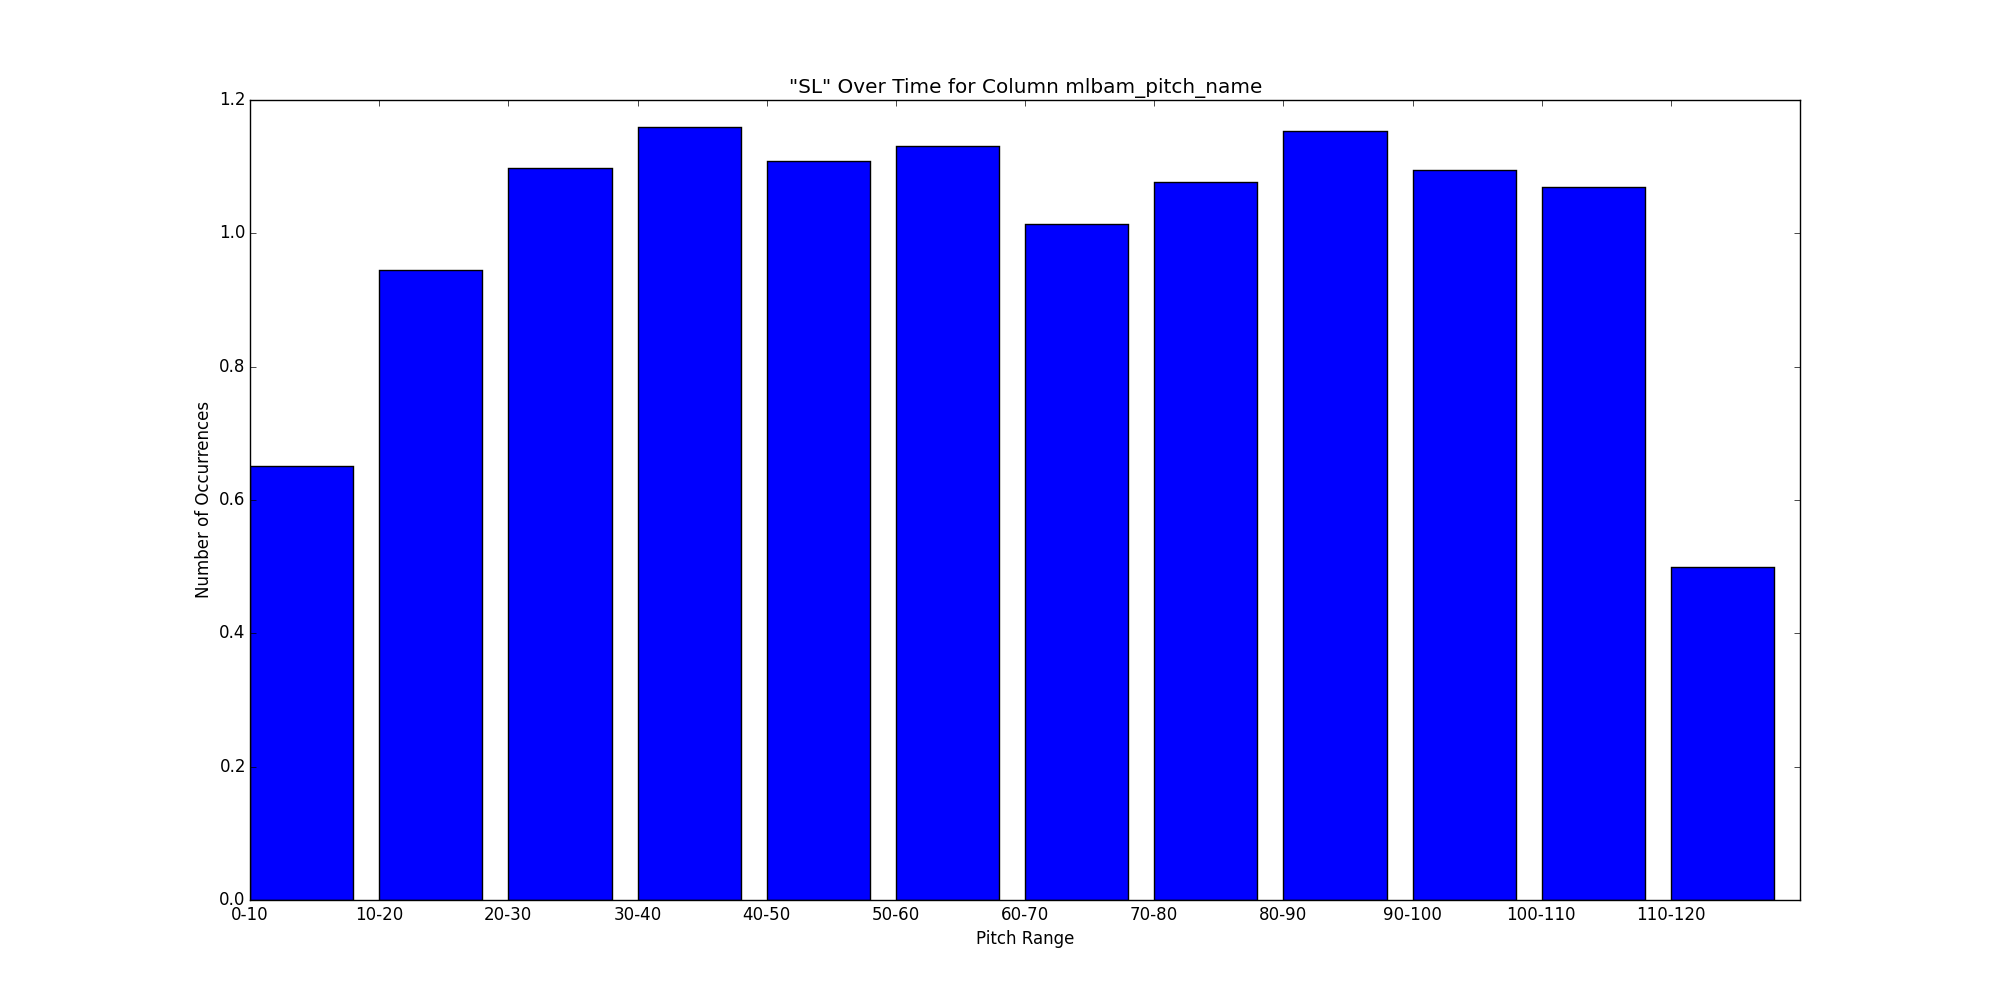 "SL" Over Time for Column mlbam_pitch_name
1.2
1.0
0.8
0.6
0.4
0.2
0.0
Number of Occurrences
0-10 10-20 20-30 30-40 40-50 50-60 60-70 70-80 80-90 90-100 100-110 110-120
Pitch Range